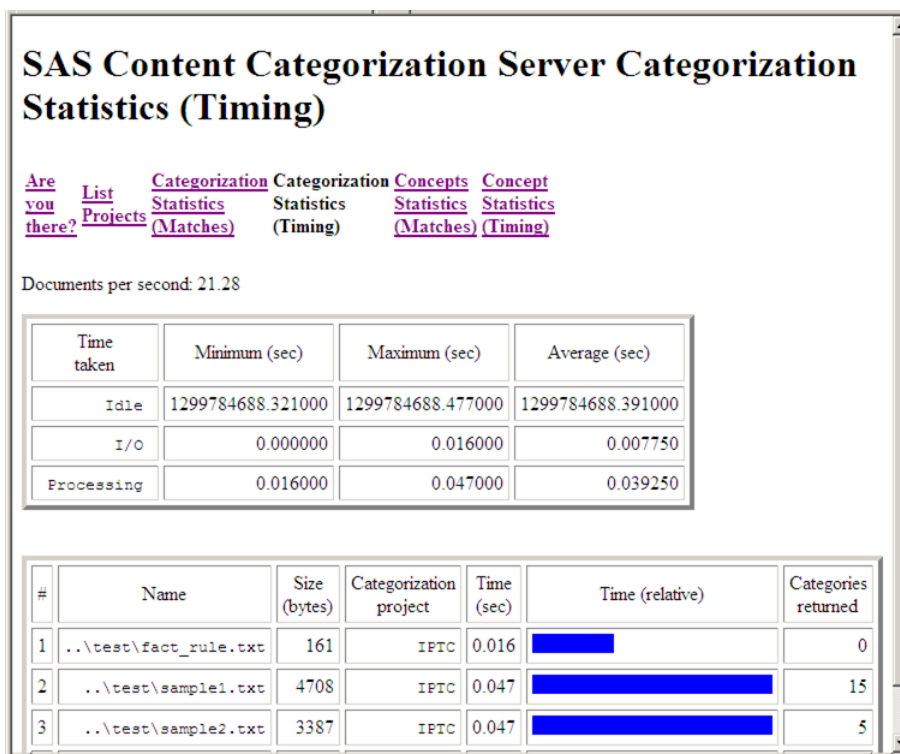 SAS Content Categorization Server Categorization
Statistics (Timing)
Are you there? List Projects Categorization Statistics (Matches) Categorization Statistics (Timing) Concepts Statistics (Matches) Concept Statistics (Timing)
Documents per second: 21.28
Time taken Minimum (sec) Maximum (sec) Average (sec)
Idle 1299784688.321000 1299784688.477000 1299784688.391000
I/O 0.000000 0.016000 0.007750
Processing 0.016000 0.047000 0.039250
# Name Size (bytes) Categorization project Time (sec) Time (relative) Categories returned
1 ..\test\fact_rule.txt 161 IPTC 0.016 0
2 ..\test\sample1.txt 4708 IPTC 0.047 15
3 ..\test\sample2.txt 3387 IPTC 0.047 5